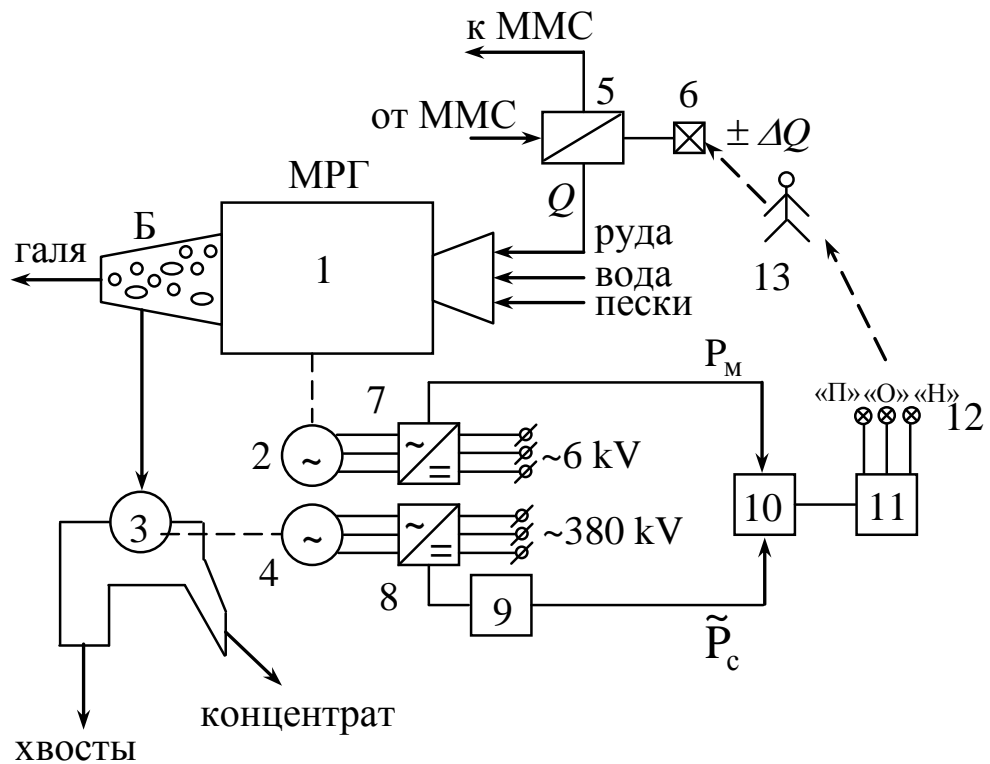 к ММС
5
6
от ММС
± ΔQ
МРГ
Q
Б
галя
1
руда
вода
пески
13
Pм
7
«П» «О» «Н»
12
2
~
~
=
~6 kV
10
11
3
~
~
=
~380 kV
4
8
9
P̃с
концентрат
хвосты